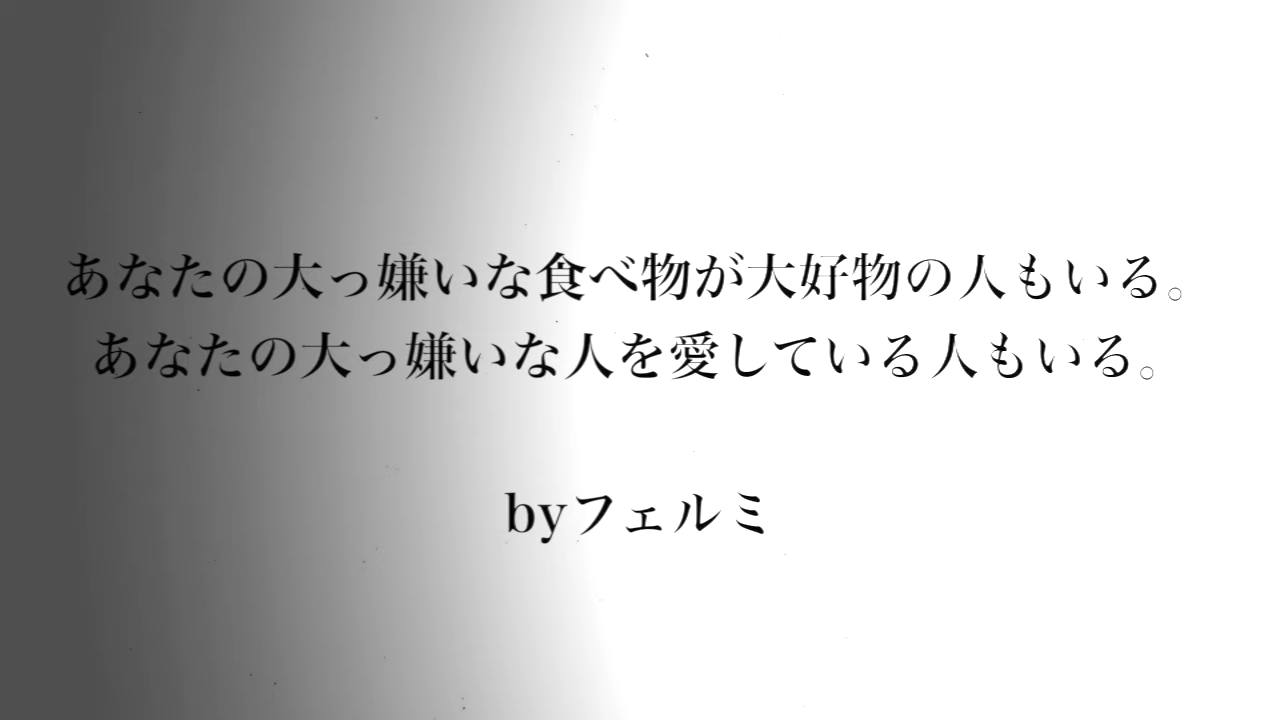 あなたの大っ嫌いな食べ物が大好物の人もいる。
あなたの大っ嫌いな人を愛している人もいる。
byフェルミ